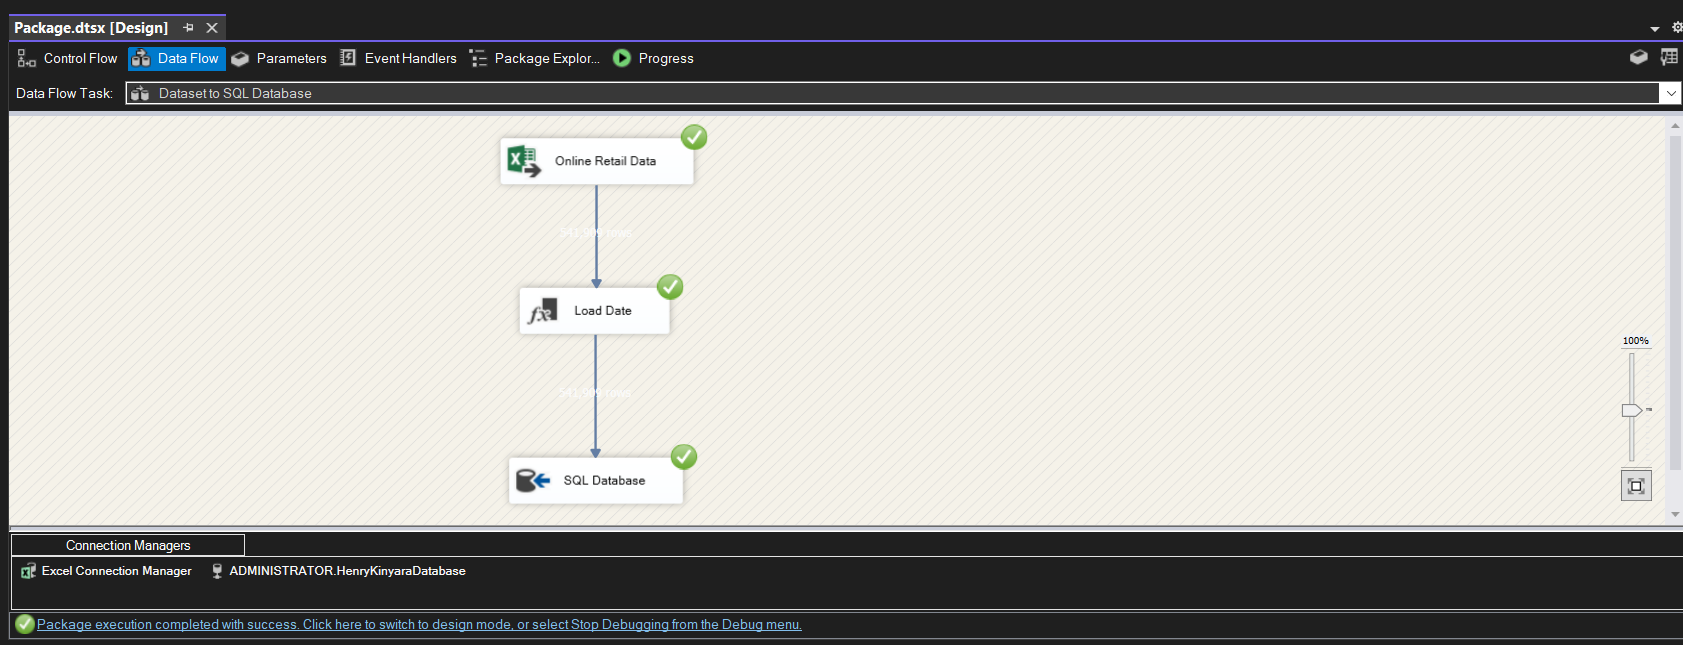 Package.dtsx [Design]
Control Flow Data Flow Parameters Event Handlers Package Explor... Progress
Data Flow Task: Dataset to SQL Database
Online Retail Data
rows
Load Date
rows
SQL Database
100%
Connection Managers
Excel Connection Manager ADMINISTRATOR.HenryKinyaraDatabase
Package execution completed with success. Click here to switch to design mode, or select Stop Debugging from the Debug menu.